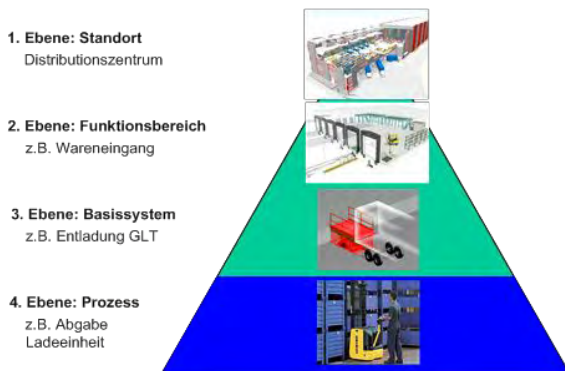 1. Ebene: Standort
Distributionszentrum
2. Ebene: Funktionsbereich
z.B. Wareneingang
3. Ebene: Basissystem
z.B. Entladung GLT
4. Ebene: Prozess
z.B. Abgabe
Ladeeinheit